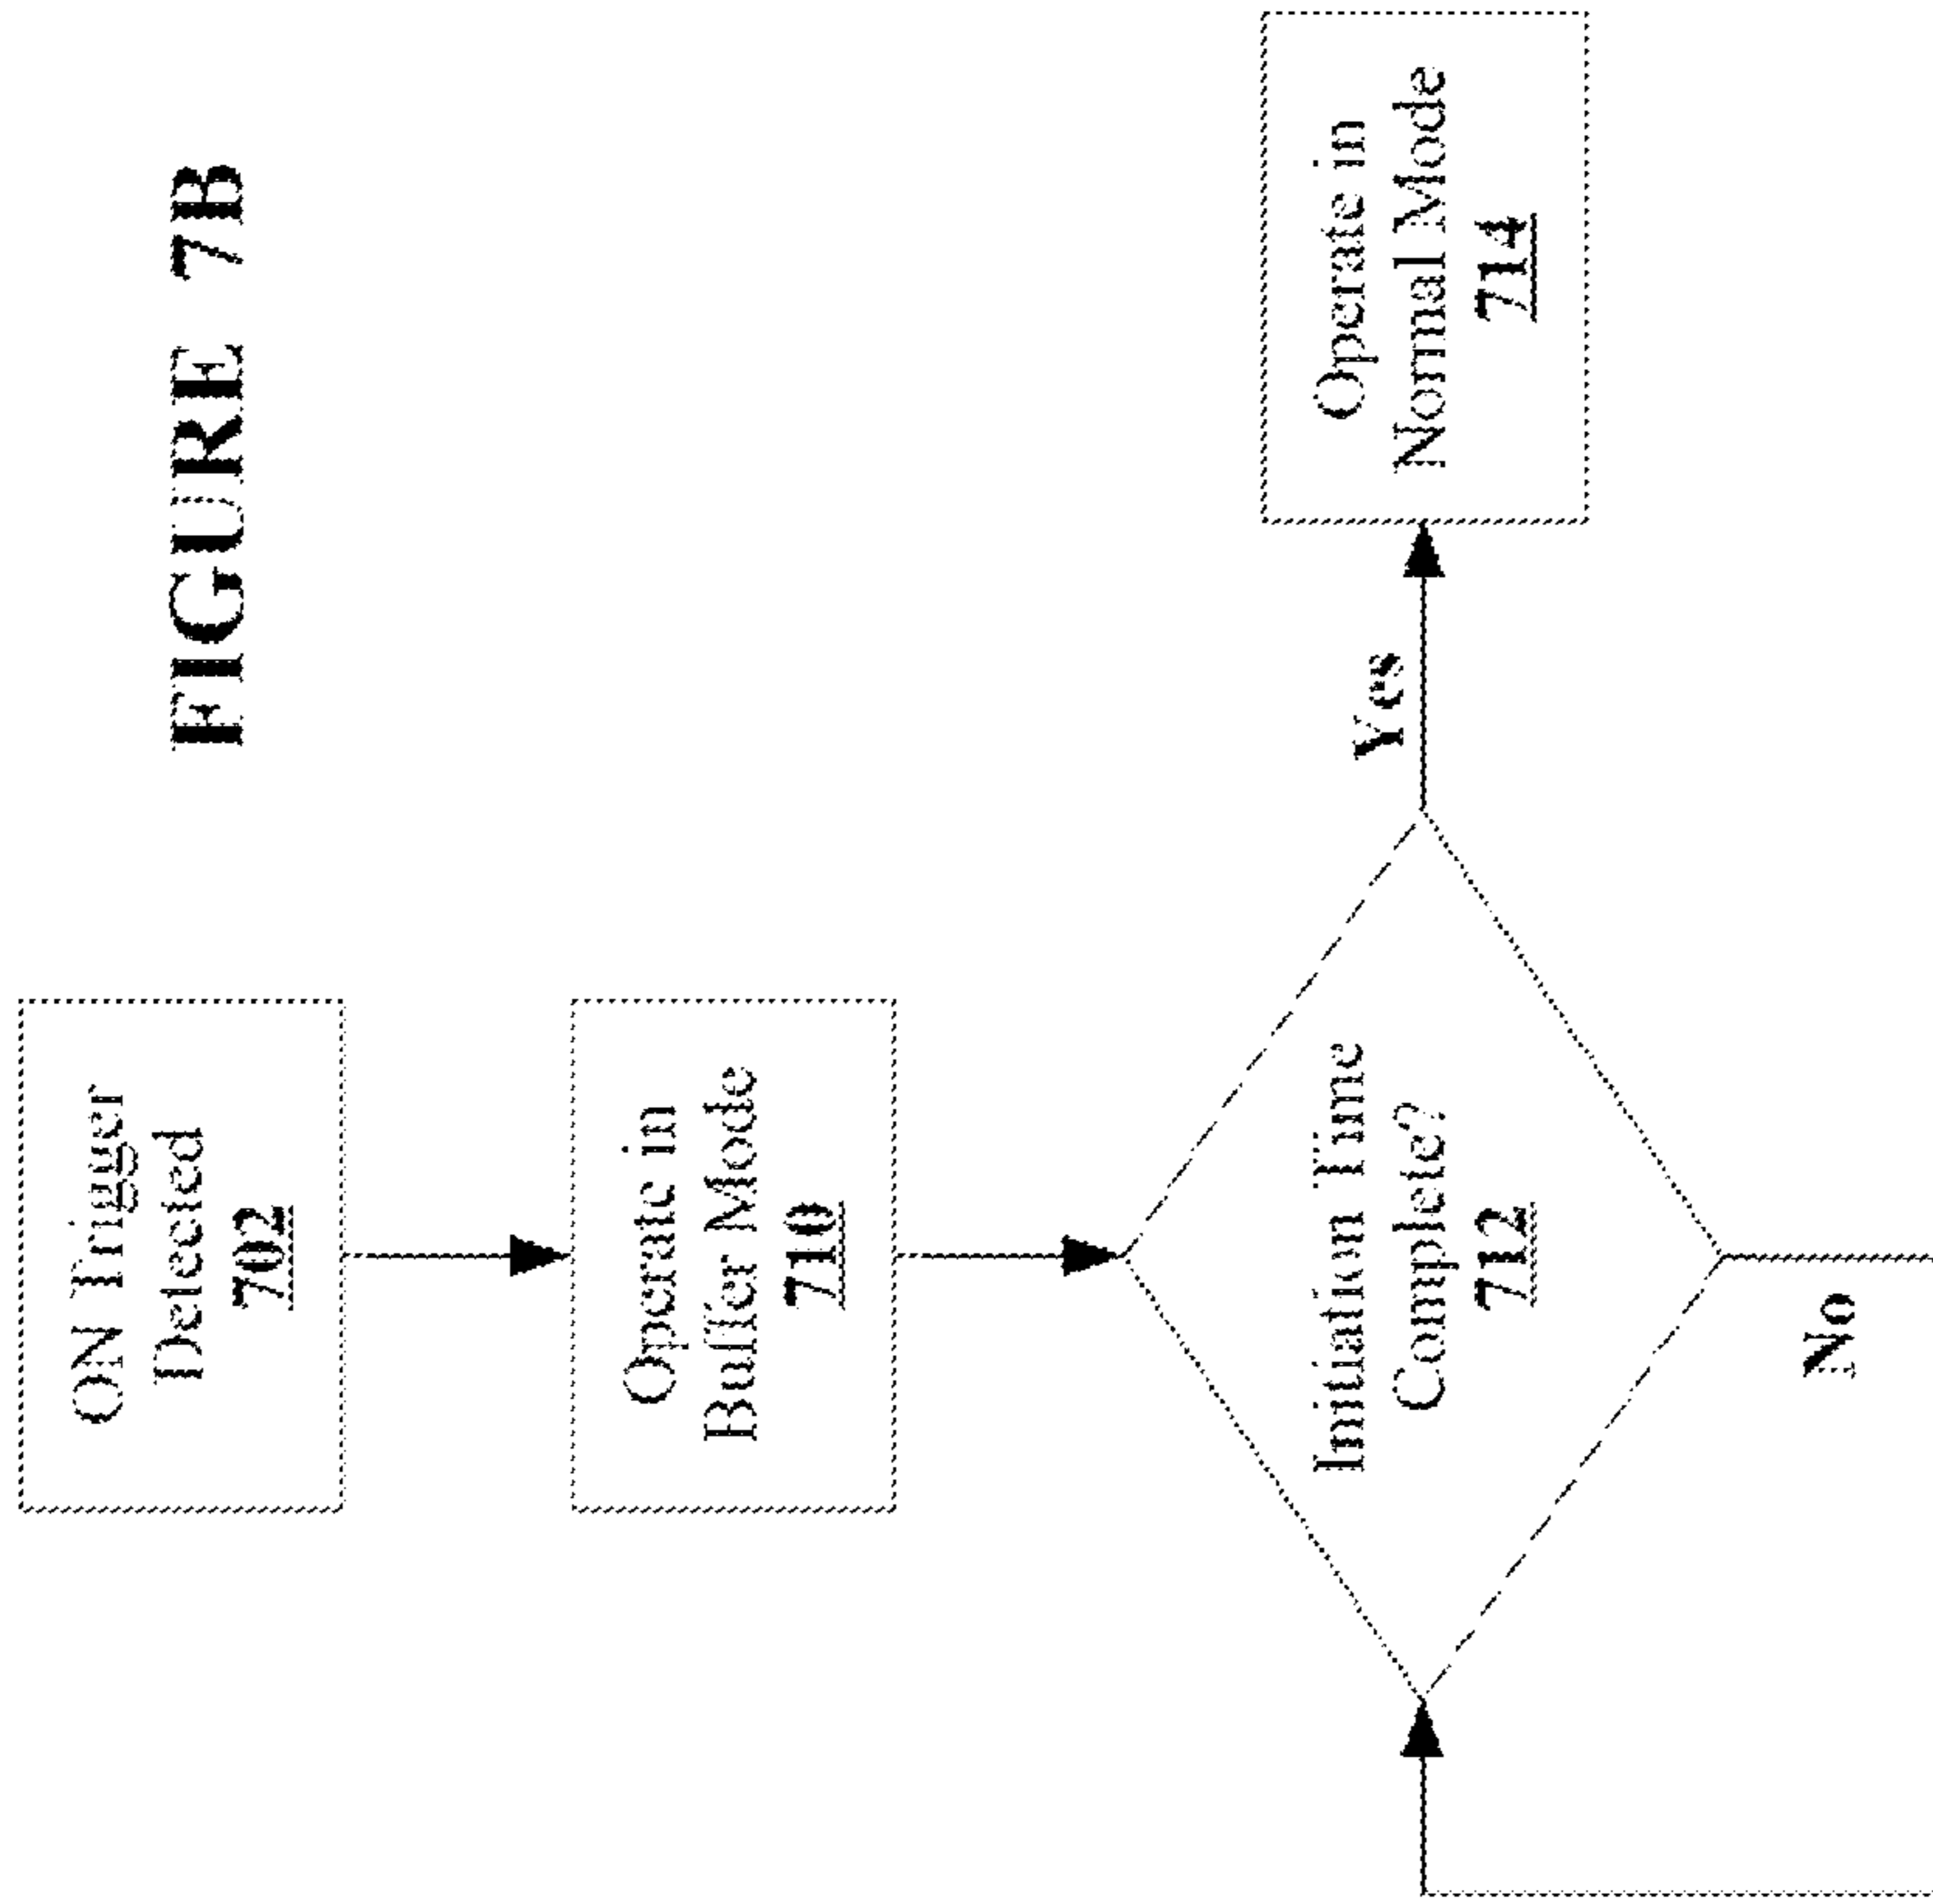 FIGURE 7B
ON Trigger
Detected
702
Operate in
Buffer Mode
710
Initiation Time
Complete?
712
Yes
Operate in
Normal Mode
714
No